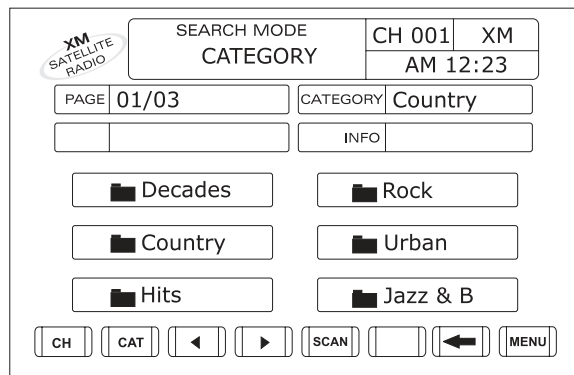 XM
SATELLITE
RADIO
SEARCH MODE
CATEGORY
CH 001 XM
AM 12:23
PAGE 01/03
CATEGORY Country
INFO
Decades
Rock
Country
Urban
Hits
Jazz & B
CH CAT SCAN MENU